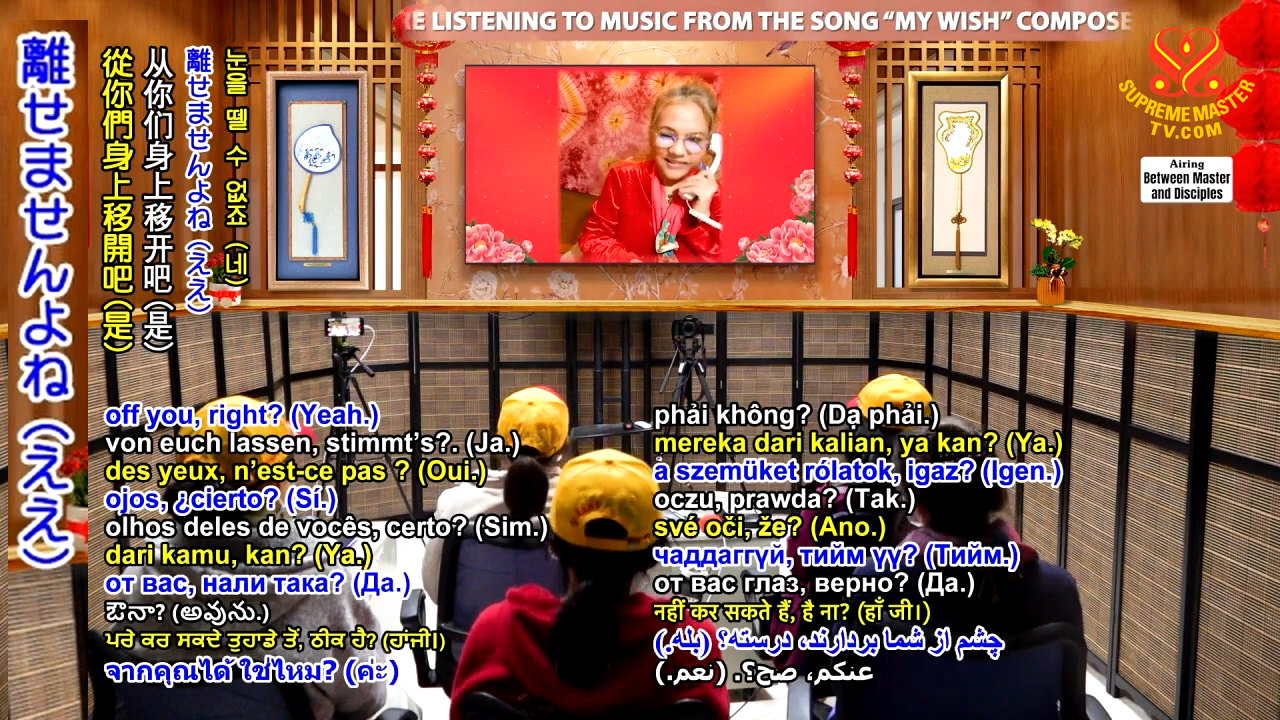 RE LISTENING TO MUSIC FROM THE SONG “MY WISH” COMPOSE
SUPREME MASTER
TV.COM
Airing
Between Master
and Disciples
離せませんよね（ええ）
從你們身上移開吧（是）
从你们身上移开吧（是）
離せませんよね（ええ）
눈을 뗄 수 없죠 (네)
off you, right? (Yeah.)
von euch lassen, stimmt’s?. (Ja.)
des yeux, n’est-ce pas ? (Oui.)
ojos, ¿cierto? (Sí.)
olhos deles de vocês, certo? (Sim.)
dari kamu, kan? (Ya.)
от вас, нали така? (Да.)
ఔనా? (అవును.)
ਪਰੇ ਕਰ ਸਕਦੇ ਤੁਹਾਡੇ ਤੋਂ, ਠੀਕ ਹੈ? (ਹਾਂਜੀ।)
จากคุณได้ ใช่ไหม? (ค่ะ)
phải không? (Dạ phải.)
mereka dari kalian, ya kan? (Ya.)
a szemüket rólatok, igaz? (Igen.)
oczu, prawda? (Tak.)
své oči, že? (Ano.)
чаддаггүй, тийм үү? (Тийм.)
от вас глаз, верно? (Да.)
नहीं कर सकते हैं, है ना? (हाँ जी।)
چشم از شما بردارند، درسته؟ (بله.)
عنكم، صح؟. (نعم.)